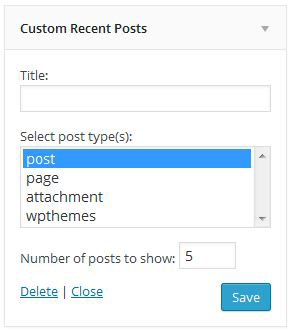 Custom Recent Posts
Title:
Select post type(s):
post
page
attachment
wpthemes
Number of posts to show: 5
Delete | Close
Save